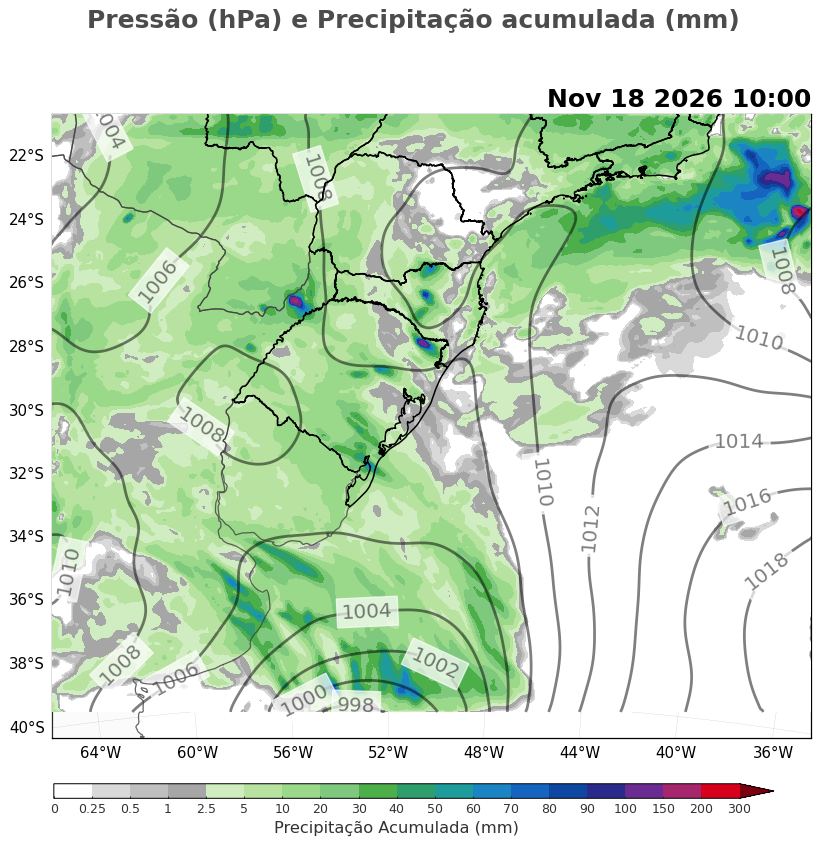 Pressão (hPa) e Precipitação acumulada (mm)
Nov 18 2026 10:00
1004
22°S
1008
24°S
1008
1006
26°S
1010
28°S
1008
30°S
1014
32°S
1010
1016
1012
34°S
1018
1010
36°S
1004
1002
38°S
1008
1006
1000
998
40°S
64°W 60°W 56°W 52°W 48°W 44°W 40°W 36°W
0 0.25 0.5 1 2.5 5 10 20 30 40 50 60 70 80 90 100 150 200 300
Precipitação Acumulada (mm)